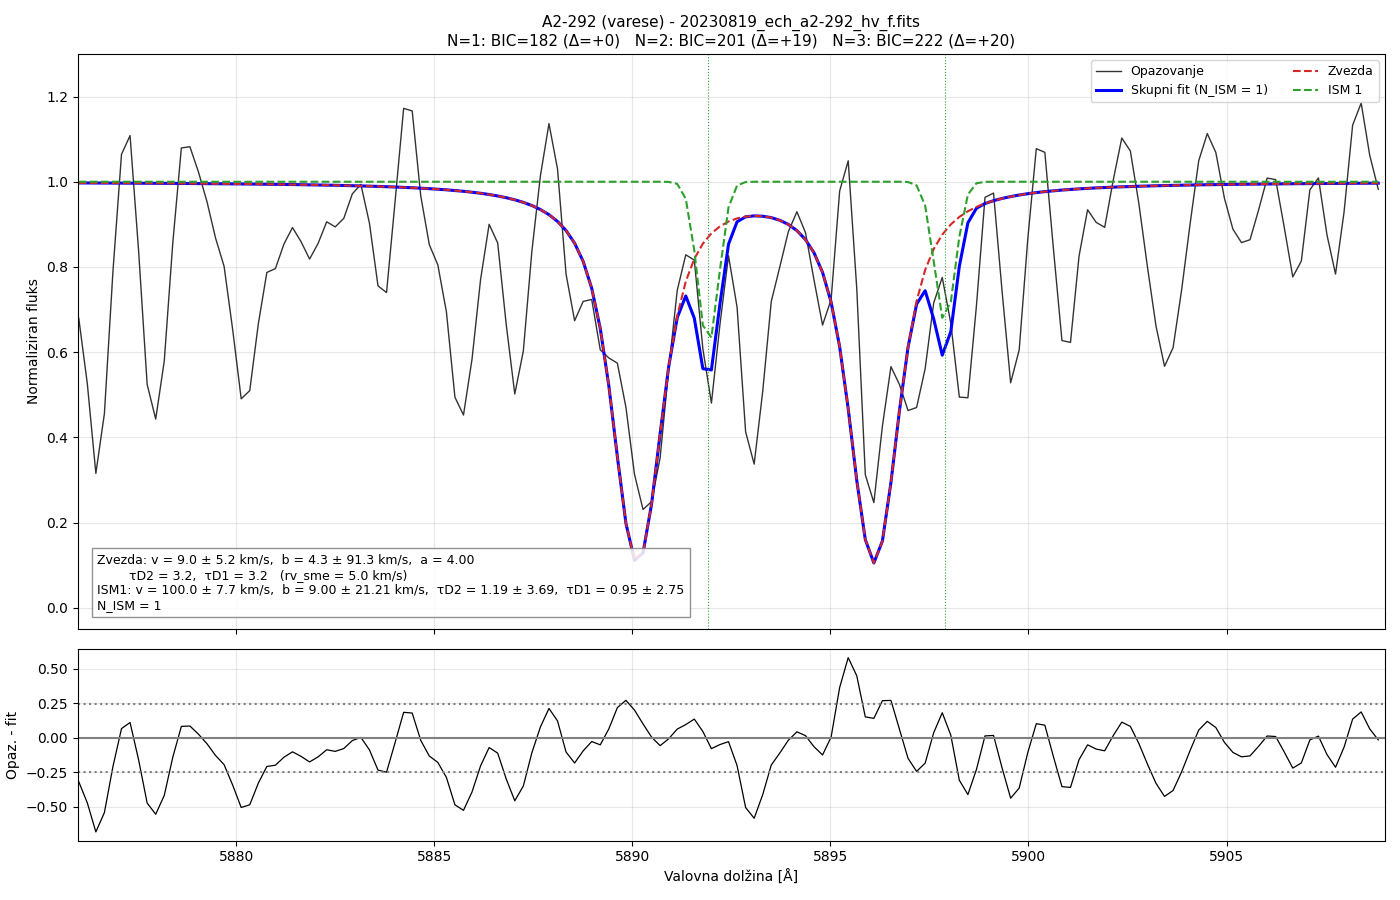 A2-292 (varese) - 20230819_ech_a2-292_hv_f.fits
N=1: BIC=182 (Δ=+0)   N=2: BIC=201 (Δ=+19)   N=3: BIC=222 (Δ=+20)
Opazovanje
Skupni fit (N_ISM = 1)
Zvezda
ISM 1
Normaliziran fluks
1.2
1.0
0.8
0.6
0.4
0.2
0.0
Zvezda: v = 9.0 ± 5.2 km/s,  b = 4.3 ± 91.3 km/s,  a = 4.00
τD2 = 3.2,  τD1 = 3.2   (rv_sme = 5.0 km/s)
ISM1: v = 100.0 ± 7.7 km/s,  b = 9.00 ± 21.21 km/s,  τD2 = 1.19 ± 3.69,  τD1 = 0.95 ± 2.75
N_ISM = 1
Opaz. - fit
0.50
0.25
0.00
−0.25
−0.50
5880
5885
5890
5895
5900
5905
Valovna dolžina [Å]